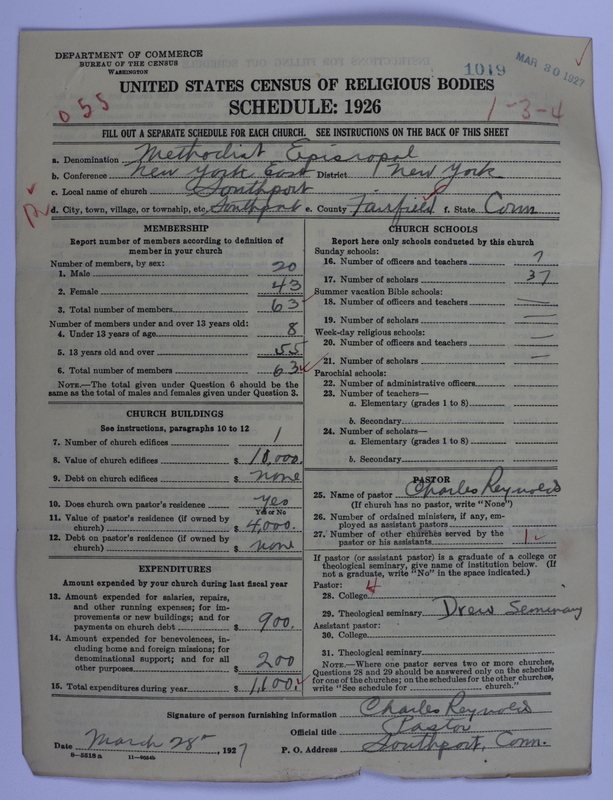 DEPARTMENT OF COMMERCE
BUREAU OF THE CENSUS
WASHINGTON
1019
MAR 30 1927
UNITED STATES CENSUS OF RELIGIOUS BODIES
SCHEDULE: 1926
055
1-3-4
FILL OUT A SEPARATE SCHEDULE FOR EACH CHURCH. SEE INSTRUCTIONS ON THE BACK OF THIS SHEET
a. Denomination Methodist Episcopal
b. Conference New York East District New York
c. Local name of church Southport
d. City, town, village, or township, etc. Southport e. County Fairfield f. State Conn
MEMBERSHIP
Report number of members according to definition of
member in your church
Number of members, by sex:
1. Male 20
2. Female 43
3. Total number of members 63
Number of members under and over 13 years old:
4. Under 13 years of age 8
5. 13 years old and over 55
6. Total number of members 63
NOTE.—The total given under Question 6 should be the
same as the total of males and females given under Question 3.
CHURCH BUILDINGS
See instructions, paragraphs 10 to 12
7. Number of church edifices 1
8. Value of church edifices $ 10,000.
9. Debt on church edifices $ none
10. Does church own pastor's residence yes
Yes or No
11. Value of pastor's residence (if owned by
church) $ 4,000.
12. Debt on pastor's residence (if owned by
church) $ none
EXPENDITURES
Amount expended by your church during last fiscal year
13. Amount expended for salaries, repairs,
and other running expenses; for im-
provements or new buildings; and for
payments on church debt $ 900.
14. Amount expended for benevolences, in-
cluding home and foreign missions; for
denominational support; and for all
other purposes $ 200
15. Total expenditures during year $ 1,100.
CHURCH SCHOOLS
Report here only schools conducted by this church
Sunday schools:
16. Number of officers and teachers 7
17. Number of scholars 37
Summer vacation Bible schools:
18. Number of officers and teachers —
19. Number of scholars —
Week-day religious schools:
20. Number of officers and teachers —
21. Number of scholars —
Parochial schools:
22. Number of administrative officers
23. Number of teachers—
a. Elementary (grades 1 to 8)
b. Secondary
24. Number of scholars—
a. Elementary (grades 1 to 8)
b. Secondary
PASTOR
25. Name of pastor Charles Reynolds
(If church has no pastor, write "None")
26. Number of ordained ministers, if any, em-
ployed as assistant pastors
27. Number of other churches served by the
pastor or his assistants 1
If pastor (or assistant pastor) is a graduate of a college or
theological seminary, give name of institution below. (If
not a graduate, write "No" in the space indicated.)
Pastor:
28. College 4
29. Theological seminary Drew Seminary
Assistant pastor:
30. College
31. Theological seminary
NOTE.—Where one pastor serves two or more churches,
Questions 28 and 29 should be answered only on the schedule
for one of the churches; on the schedules for the other churches,
write "See schedule for church."
Signature of person furnishing information Charles Reynolds
Official title Pastor
Date March 28th, 1927 P. O. Address Southport, Conn.